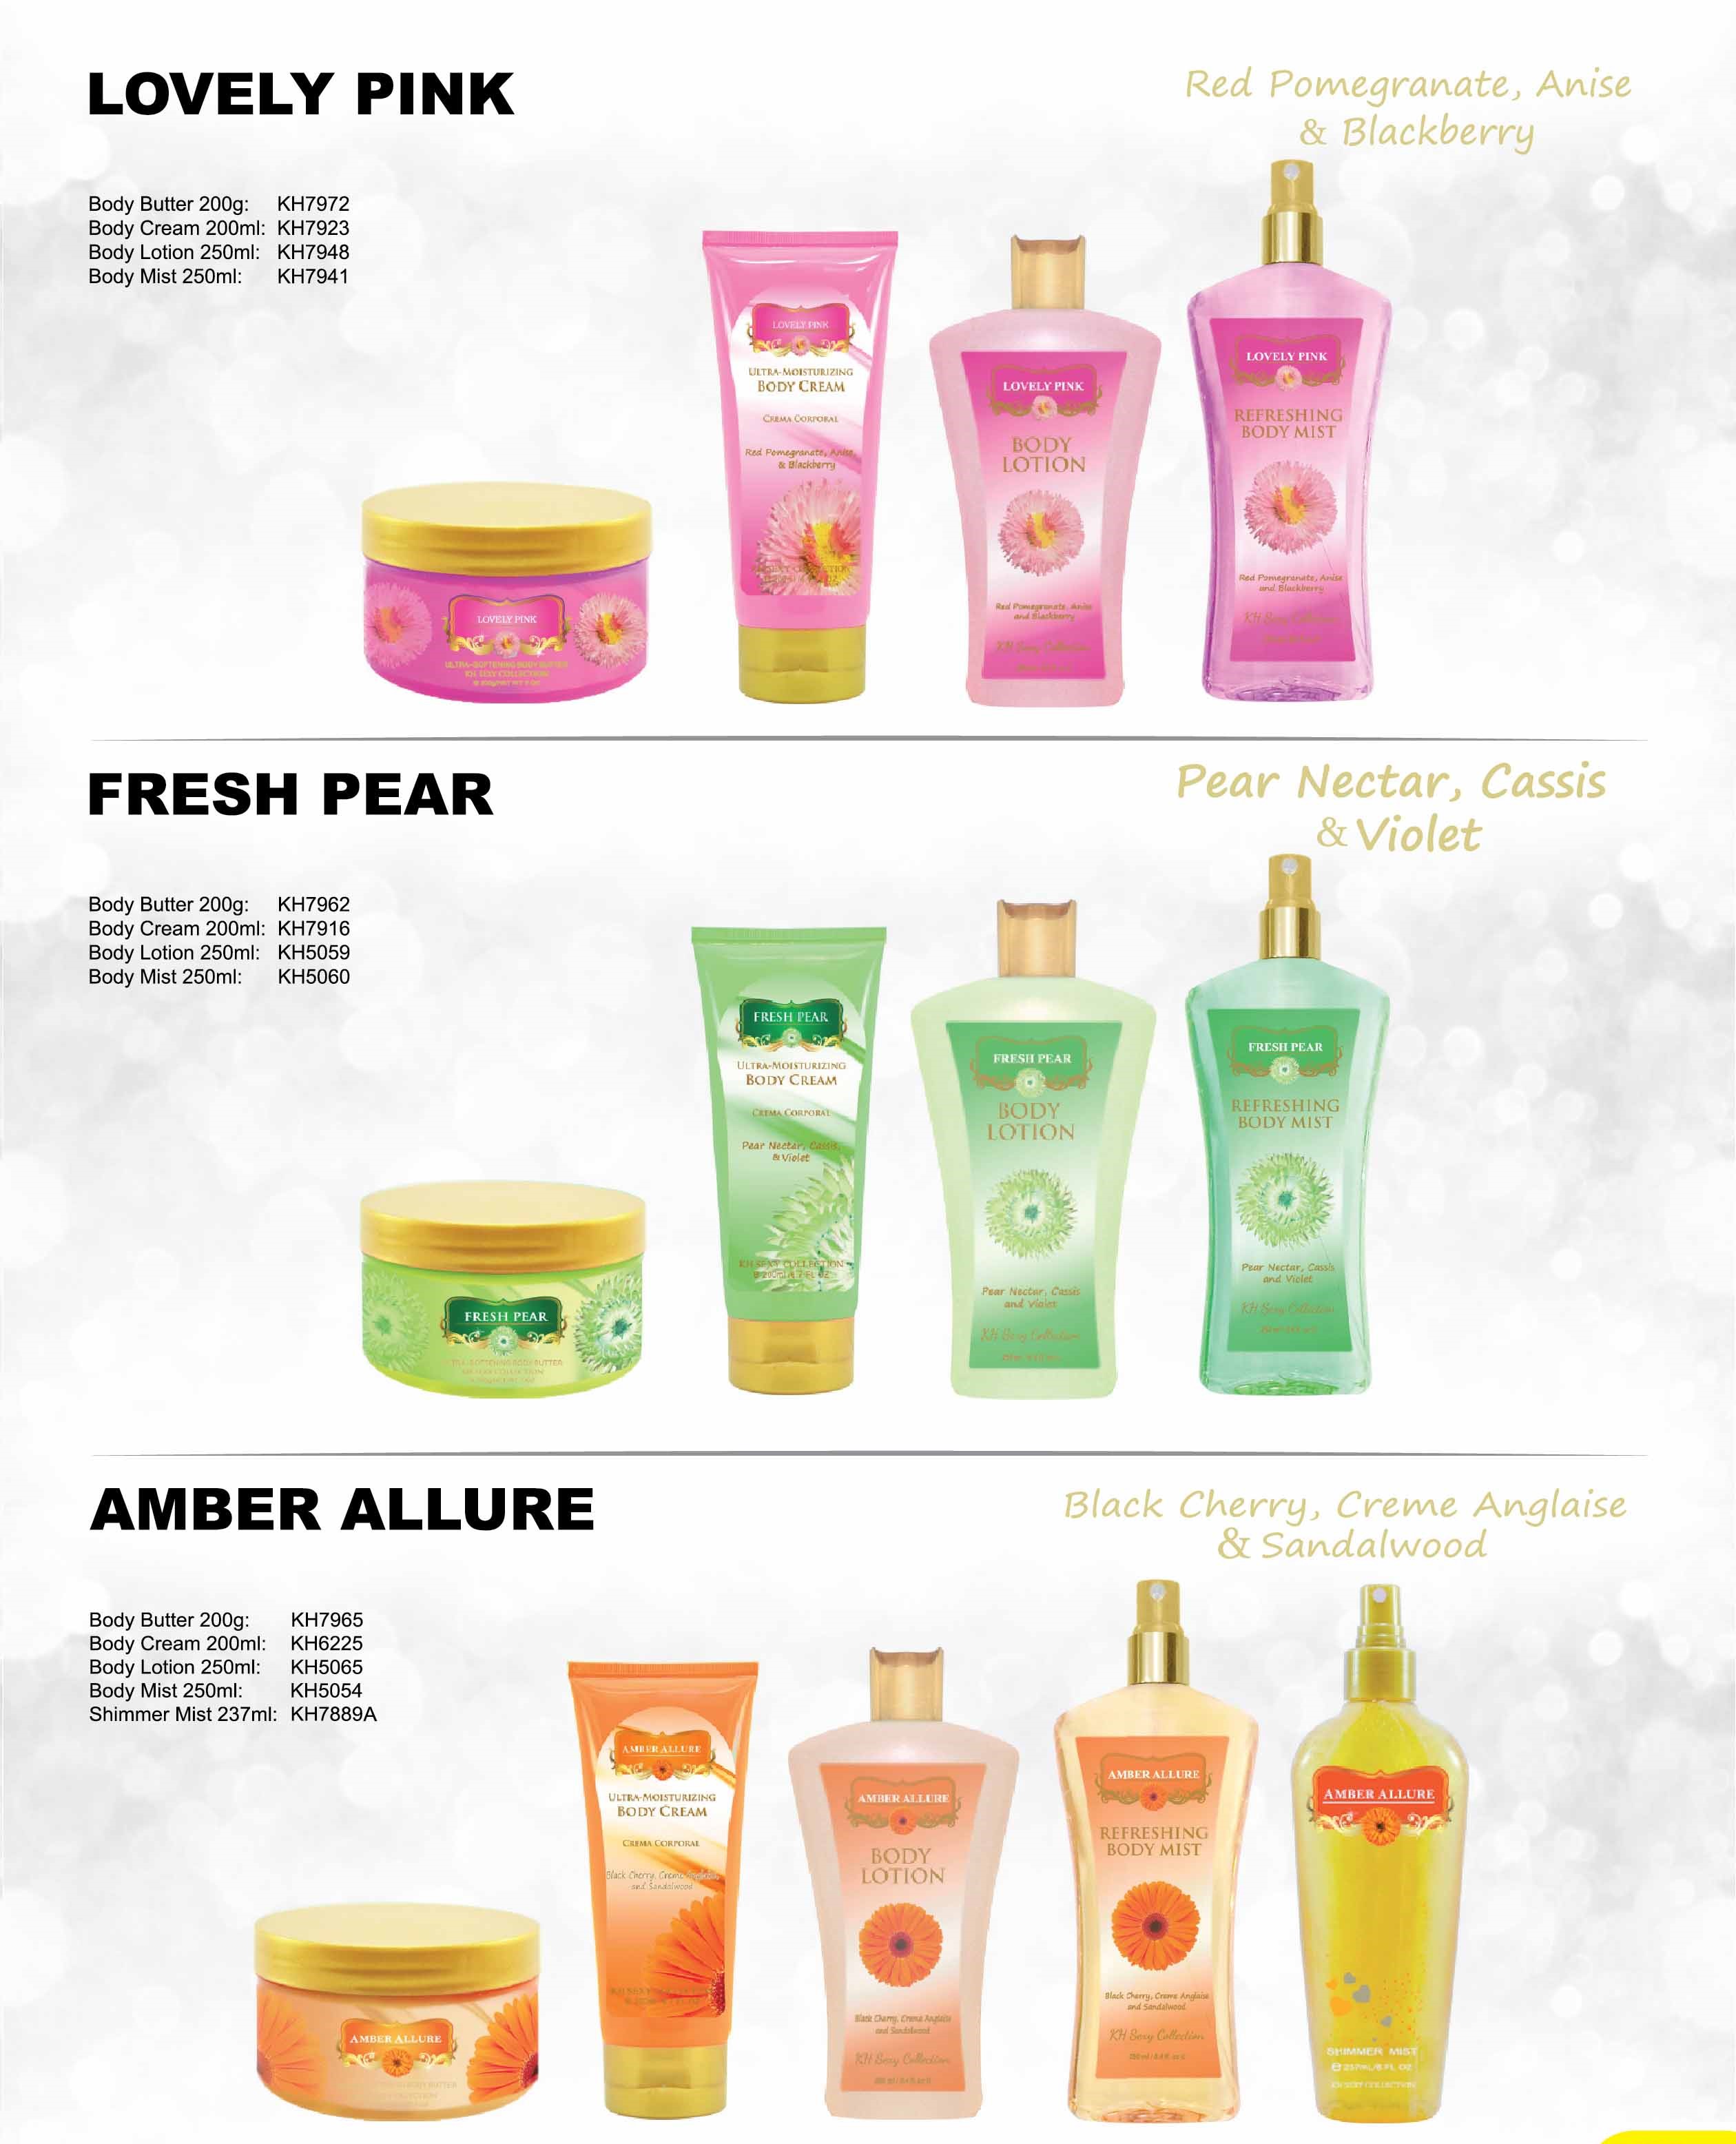 LOVELY PINK
Red Pomegranate, Anise
& Blackberry
Body Butter 200g: KH7972
Body Cream 200ml: KH7923
Body Lotion 250ml: KH7948
Body Mist 250ml: KH7941
LOVELY PINK
ULTRA-SOFTENING BODY BUTTER
KH SEXY COLLECTION
LOVELY PINK
ULTRA-MOISTURIZING
BODY CREAM
CREMA CORPORAL
Red Pomegranate, Anise,
& Blackberry
LOVELY PINK
BODY
LOTION
Red Pomegranate, Anise
and Blackberry
KH Sexy Collection
LOVELY PINK
REFRESHING
BODY MIST
Red Pomegranate, Anise
and Blackberry
KH Sexy Collection
FRESH PEAR
Pear Nectar, Cassis
& Violet
Body Butter 200g: KH7962
Body Cream 200ml: KH7916
Body Lotion 250ml: KH5059
Body Mist 250ml: KH5060
FRESH PEAR
FRESH PEAR
ULTRA-MOISTURIZING
BODY CREAM
CREMA CORPORAL
Pear Nectar, Cassis,
& Violet
KH SEXY COLLECTION
FRESH PEAR
BODY
LOTION
Pear Nectar, Cassis
and Violet
KH Sexy Collection
FRESH PEAR
REFRESHING
BODY MIST
Pear Nectar, Cassis
and Violet
KH Sexy Collection
AMBER ALLURE
Black Cherry, Creme Anglaise
& Sandalwood
Body Butter 200g: KH7965
Body Cream 200ml: KH6225
Body Lotion 250ml: KH5065
Body Mist 250ml: KH5054
Shimmer Mist 237ml: KH7889A
AMBER ALLURE
AMBER ALLURE
ULTRA-MOISTURIZING
BODY CREAM
CREMA CORPORAL
Black Cherry, Creme Anglaise
and Sandalwood
AMBER ALLURE
BODY
LOTION
Black Cherry, Creme Anglaise
and Sandalwood
KH Sexy Collection
AMBER ALLURE
REFRESHING
BODY MIST
Black Cherry, Creme Anglaise
and Sandalwood
KH Sexy Collection
AMBER ALLURE
SHIMMER MIST
℮ 237ML/8 FL OZ
KH SEXY COLLECTION